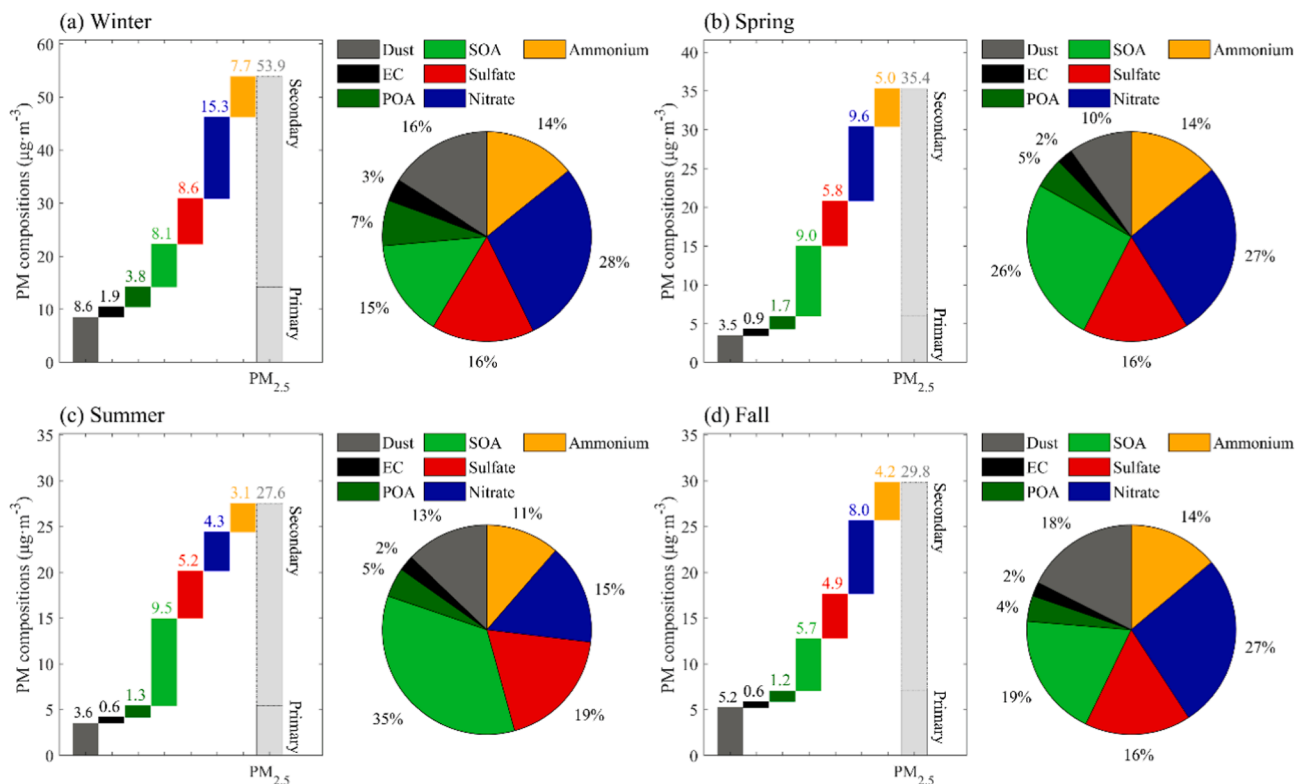 (a) Winter
PM compositions (μg·m⁻³)
60
50
40
30
20
10
0
8.6
1.9
3.8
8.1
8.6
15.3
7.7
53.9
Secondary
Primary
PM₂.₅
Dust
SOA
Ammonium
EC
Sulfate
POA
Nitrate
16%
14%
3%
7%
28%
15%
16%
(b) Spring
PM compositions (μg·m⁻³)
40
35
30
25
20
15
10
5
0
3.5
0.9
1.7
9.0
5.8
9.6
5.0
35.4
Secondary
Primary
PM₂.₅
Dust
SOA
Ammonium
EC
Sulfate
POA
Nitrate
10%
14%
2%
5%
26%
27%
16%
(c) Summer
PM compositions (μg·m⁻³)
35
30
25
20
15
10
5
0
3.6
0.6
1.3
9.5
5.2
4.3
3.1
27.6
Secondary
Primary
PM₂.₅
Dust
SOA
Ammonium
EC
Sulfate
POA
Nitrate
13%
11%
2%
5%
15%
35%
19%
(d) Fall
PM compositions (μg·m⁻³)
35
30
25
20
15
10
5
0
5.2
0.6
1.2
5.7
4.9
8.0
4.2
29.8
Secondary
Primary
PM₂.₅
Dust
SOA
Ammonium
EC
Sulfate
POA
Nitrate
18%
14%
2%
4%
27%
19%
16%